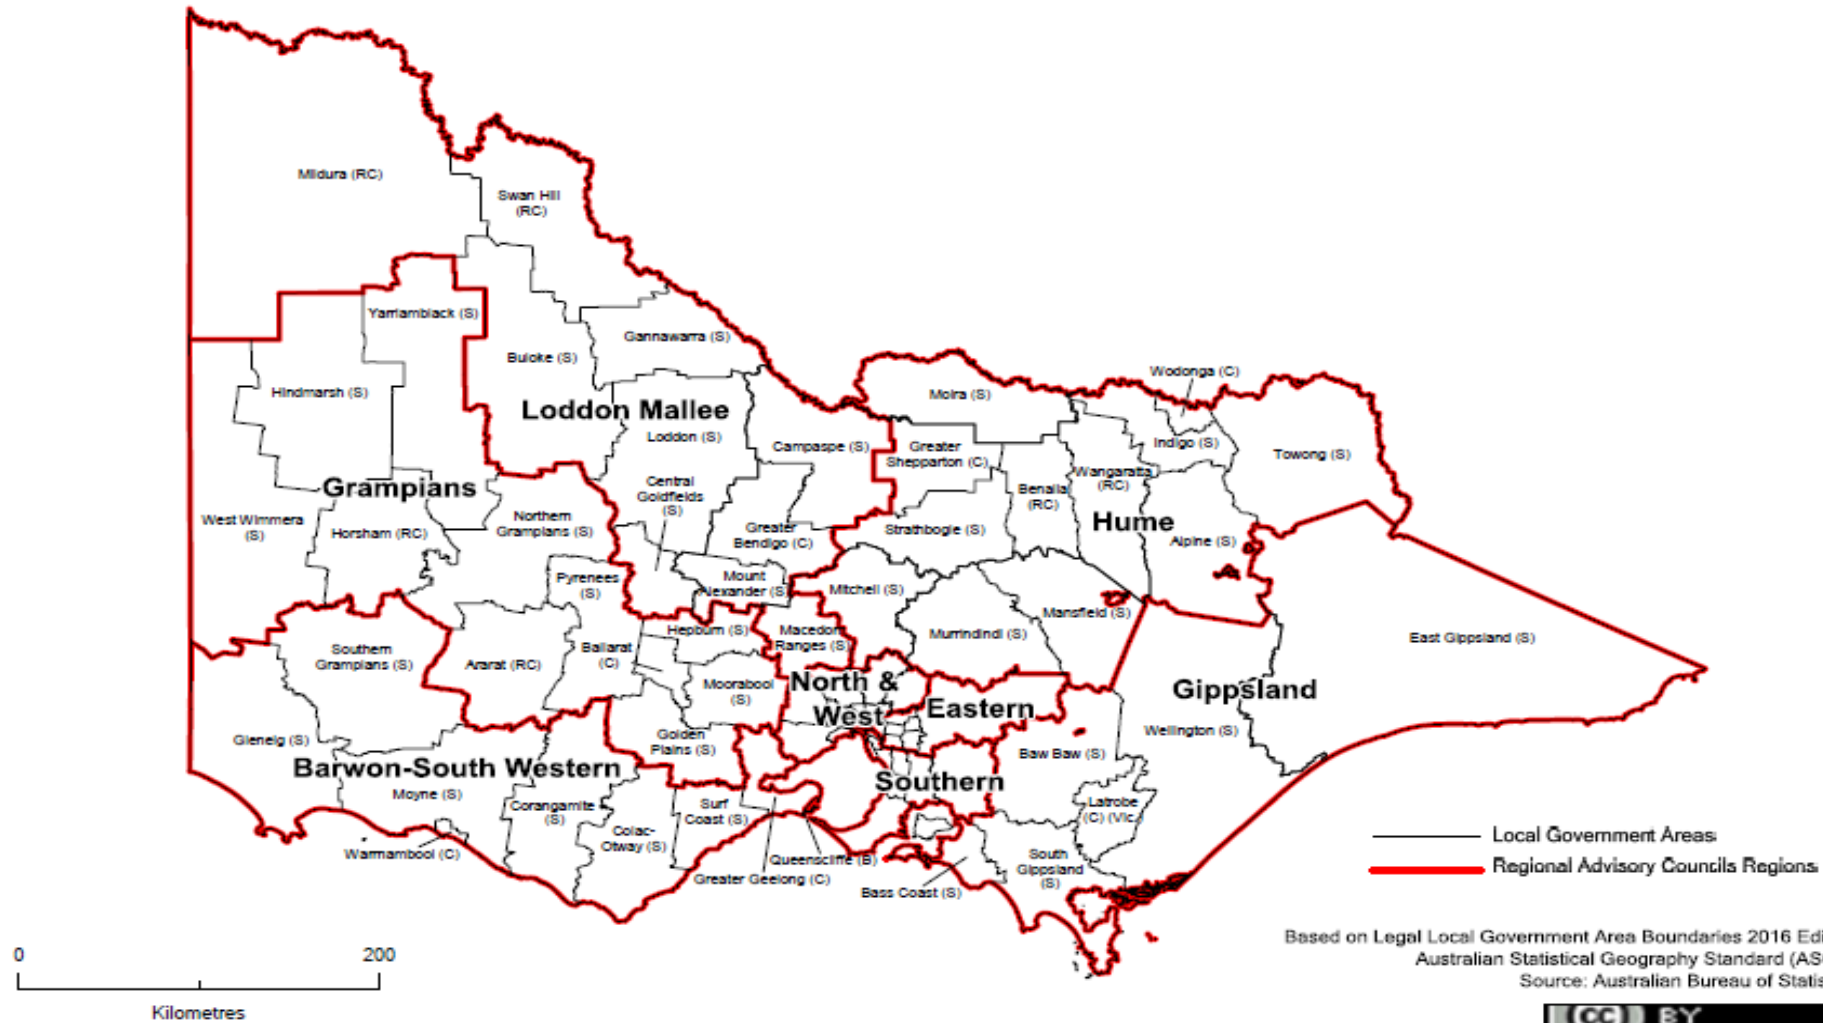 Mildura (RC)
Swan Hill
(RC)
Yarriambiack (S)
Gannawarra (S)
Buloke (S)
Hindmarsh (S)
Loddon Mallee
Loddon (S)
Campaspe (S)
Moira (S)
Wodonga (C)
Indigo (S)
Towong (S)
Greater
Shepparton (C)
Wangaratta
(RC)
Benalla
(RC)
Central
Goldfields
(S)
Grampians
West Wimmera
(S)
Horsham (RC)
Northern
Grampians (S)
Greater
Bendigo (C)
Strathbogie (S)
Hume
Alpine (S)
Pyrenees
(S)
Mount
Alexander (S)
Mitchell (S)
Mansfield (S)
Murrindindi (S)
Hepburn (S)
Macedon
Ranges (S)
East Gippsland (S)
Southern
Grampians (S)
Ararat (RC)
Ballarat
(C)
Moorabool
(S)
North &
West
Eastern
Gippsland
Wellington (S)
Glenelg (S)
Golden
Plains (S)
Baw Baw (S)
Barwon-South Western
Moyne (S)
Southern
Corangamite
(S)
Colac-
Otway (S)
Surf
Coast (S)
Latrobe
(C) (Vic.
Warrnambool (C)
Queenscliffe (B)
Greater Geelong (C)
Bass Coast (S)
South
Gippsland
(S)
Local Government Areas
Regional Advisory Councils Regions
0 200
Kilometres
Based on Legal Local Government Area Boundaries 2016 Edi
Australian Statistical Geography Standard (AS
Source: Australian Bureau of Statis
(cc) BY